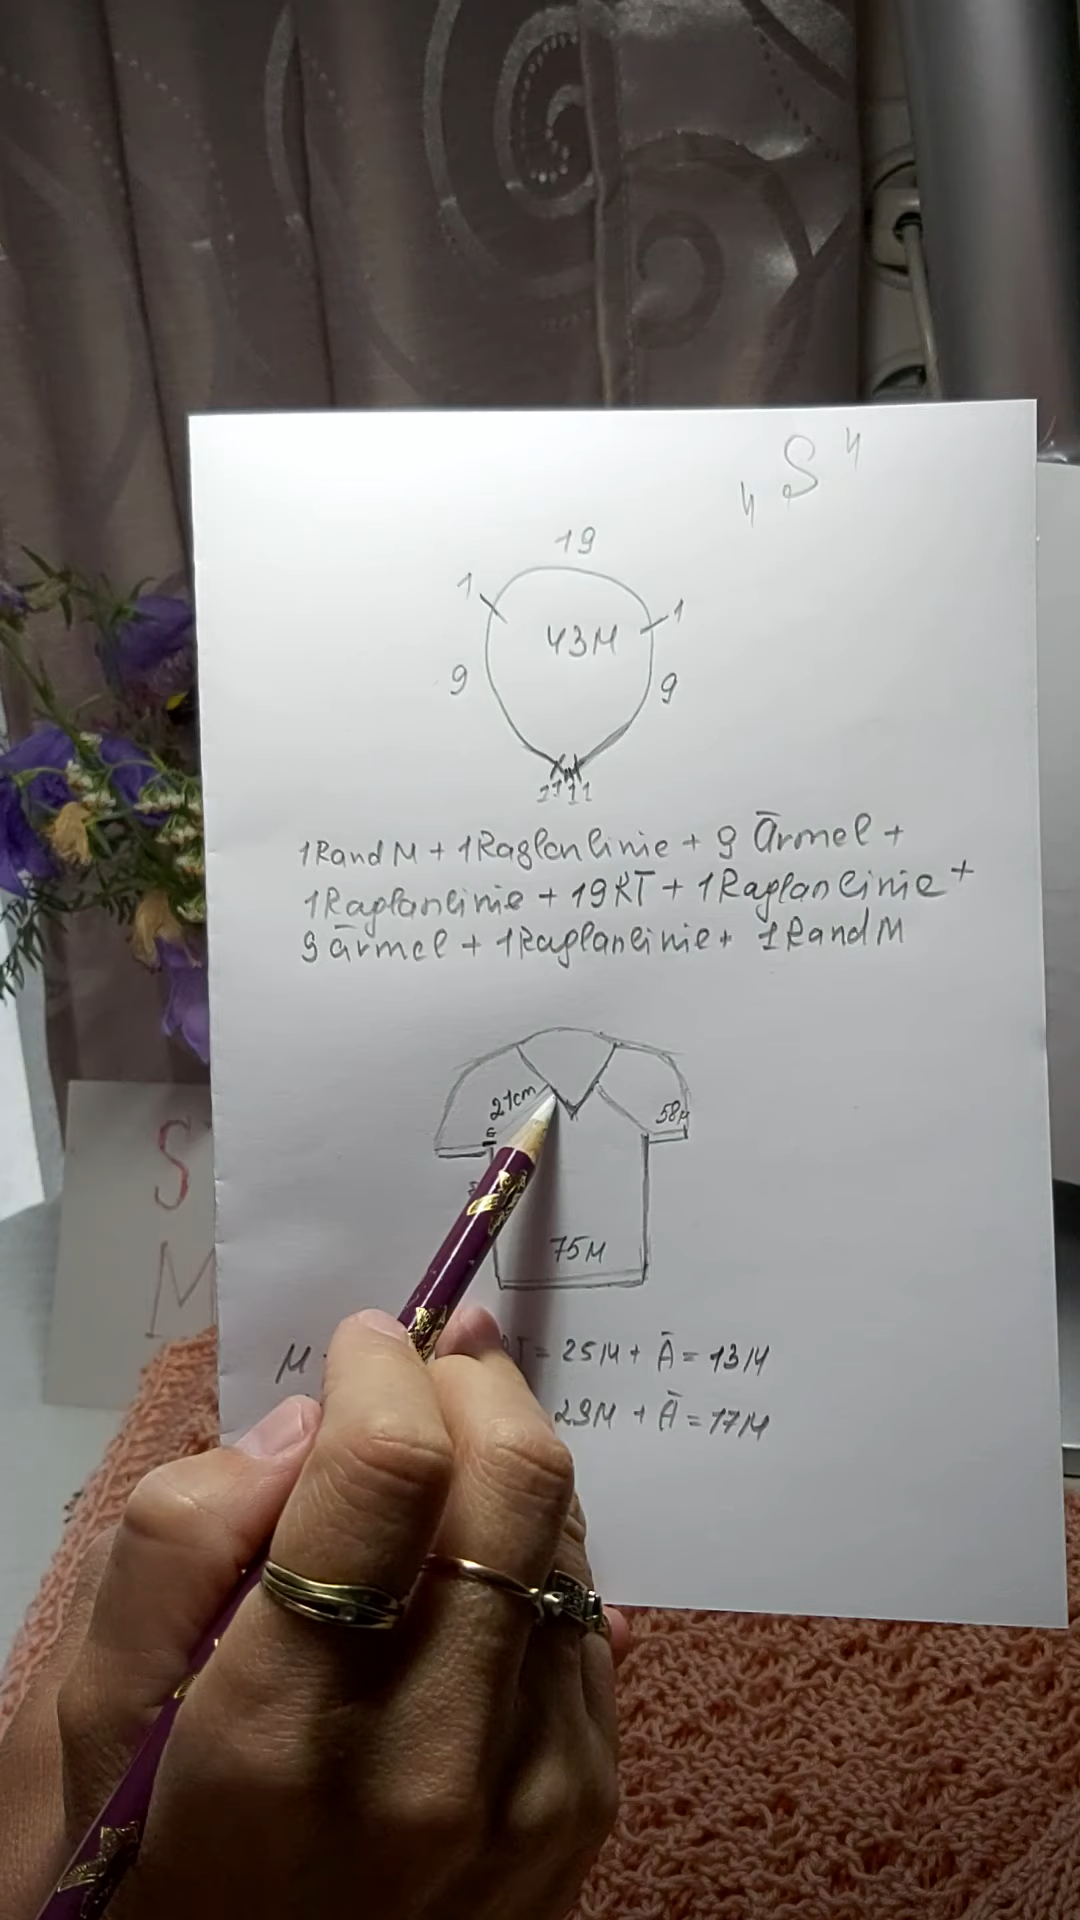 „S"
19
1 1
43M
9 9
1 1 1 1
1RandM + 1Raglanlinie + 9 Ärmel +
1Raglanlinie + 19RT + 1Raglanlinie +
9 ärmel + 1Raglanlinie + 1RandM
21cm 58M
6
S
75M
M
M = 25M + Ä = 13M
29M + Ä = 17M